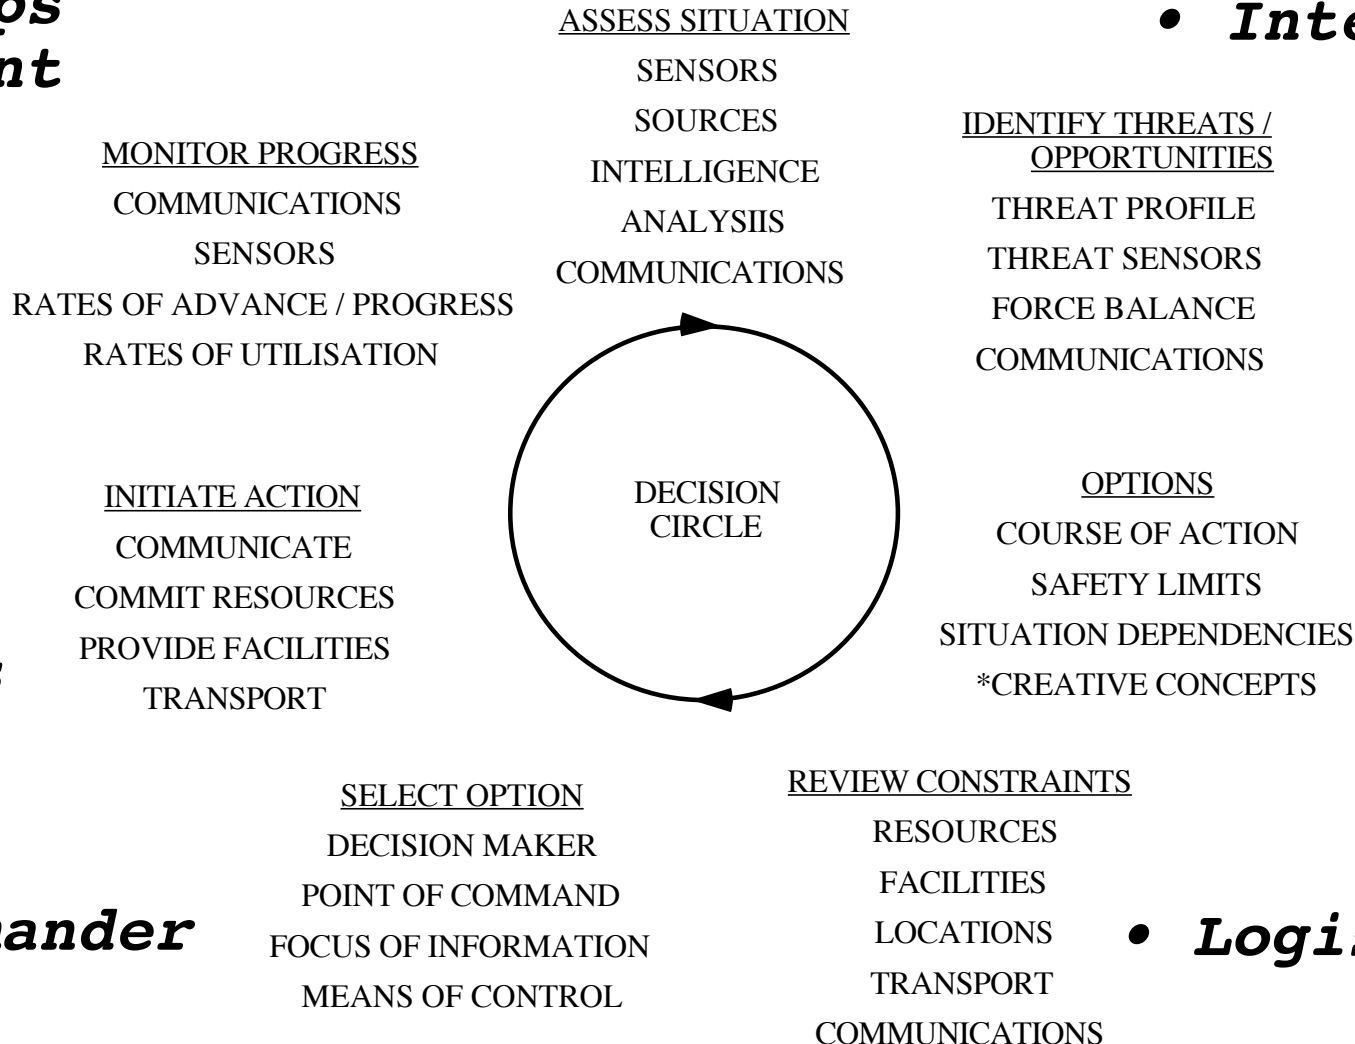 ASSESS SITUATION
SENSORS
SOURCES
INTELLIGENCE
ANALYSIIS
COMMUNICATIONS
IDENTIFY THREATS /
OPPORTUNITIES
THREAT PROFILE
THREAT SENSORS
FORCE BALANCE
COMMUNICATIONS
OPTIONS
COURSE OF ACTION
SAFETY LIMITS
SITUATION DEPENDENCIES
*CREATIVE CONCEPTS
REVIEW CONSTRAINTS
RESOURCES
FACILITIES
LOCATIONS
TRANSPORT
COMMUNICATIONS
SELECT OPTION
DECISION MAKER
POINT OF COMMAND
FOCUS OF INFORMATION
MEANS OF CONTROL
INITIATE ACTION
COMMUNICATE
COMMIT RESOURCES
PROVIDE FACILITIES
TRANSPORT
MONITOR PROGRESS
COMMUNICATIONS
SENSORS
RATES OF ADVANCE / PROGRESS
RATES OF UTILISATION
DECISION
CIRCLE